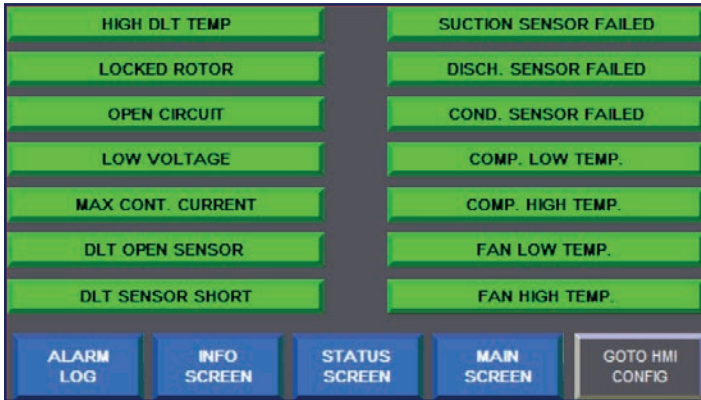 HIGH DLT TEMP
LOCKED ROTOR
OPEN CIRCUIT
LOW VOLTAGE
MAX CONT. CURRENT
DLT OPEN SENSOR
DLT SENSOR SHORT
SUCTION SENSOR FAILED
DISCH. SENSOR FAILED
COND. SENSOR FAILED
COMP. LOW TEMP.
COMP. HIGH TEMP.
FAN LOW TEMP.
FAN HIGH TEMP.
ALARM
LOG
INFO
SCREEN
STATUS
SCREEN
MAIN
SCREEN
GOTO HMI
CONFIG